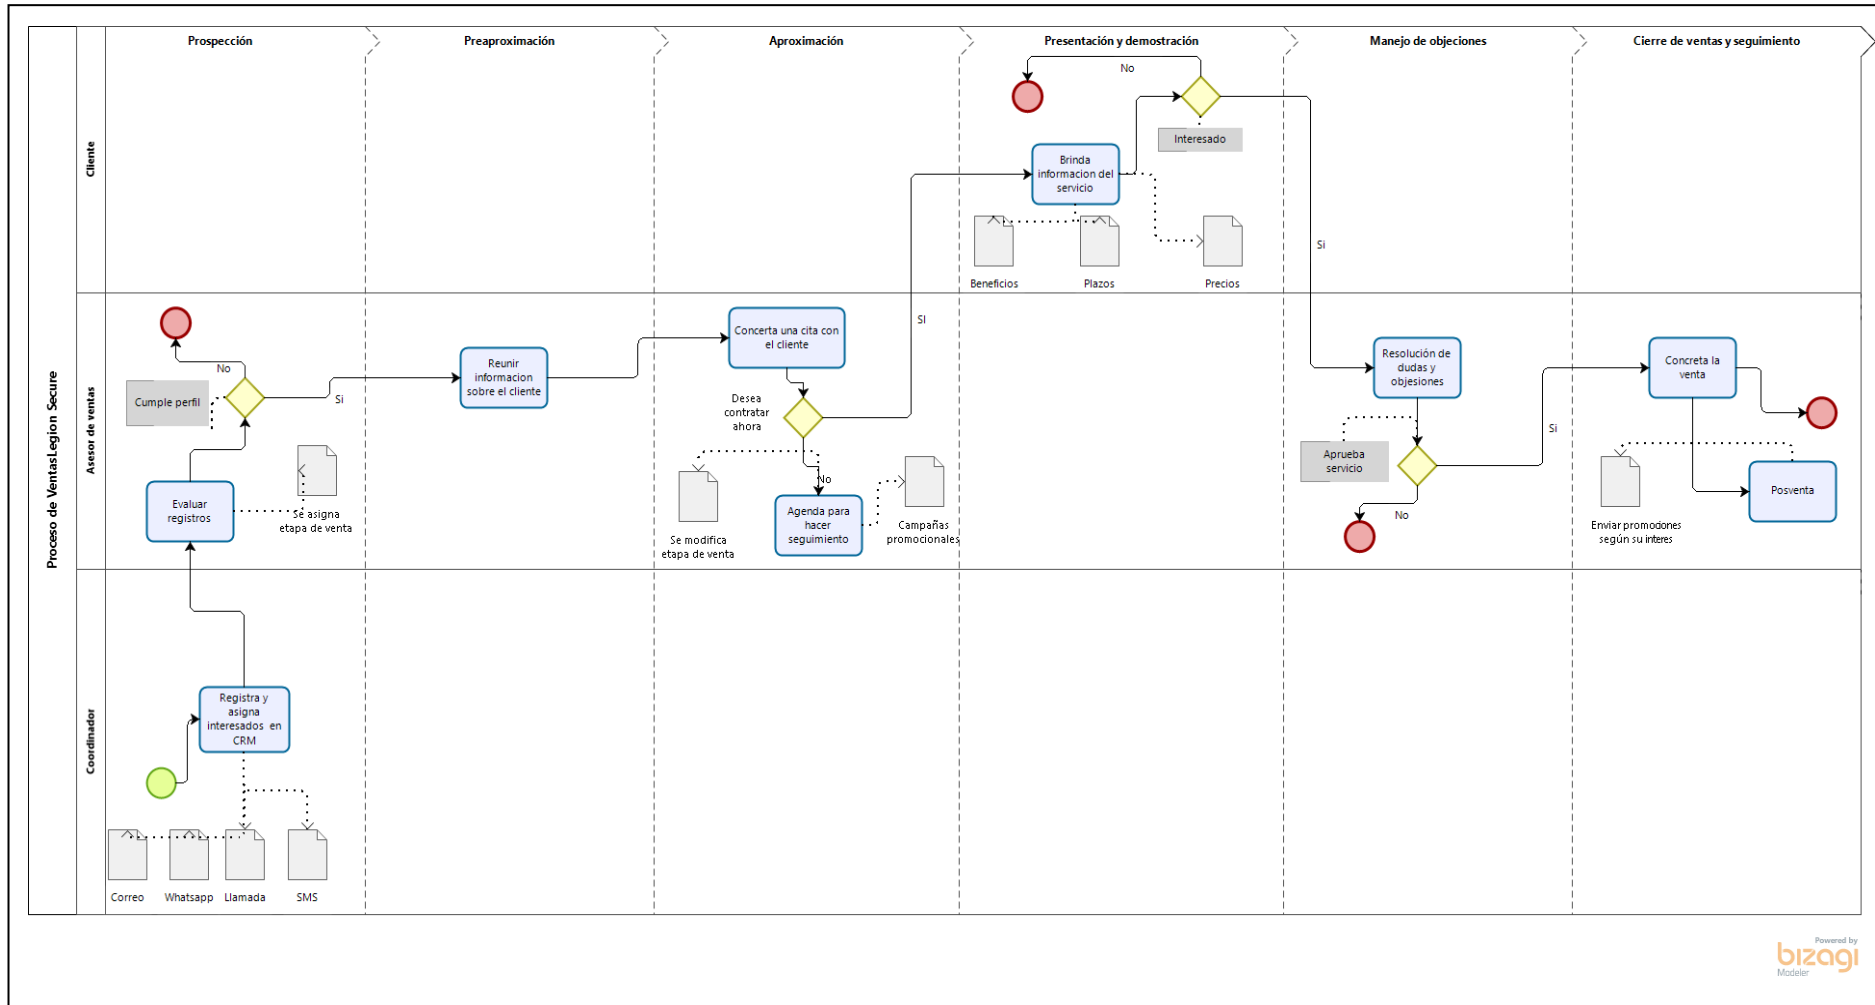 Prospección
Preaproximación
Aproximación
Presentación y demostración
Manejo de objeciones
Cierre de ventas y seguimiento
Proceso de VentasLegion Secure
Cliente
No
Interesado
Brinda
informacion del
servicio
Si
Beneficios
Plazos
Precios
Asesor de ventas
No
Cumple perfil
Si
Evaluar
registros
Se asigna
etapa de venta
Reunir
informacion
sobre el cliente
Concerta una cita con
el cliente
SI
Desea
contratar
ahora
No
Se modifica
etapa de venta
Agenda para
hacer
seguimiento
Campañas
promocionales
Resolución de
dudas y
objesiones
Aprueba
servicio
Si
No
Concreta la
venta
Posventa
Enviar promociones
según su interes
Coordinador
Registra y
asigna
interesados en
CRM
Correo
Whatsapp
Llamada
SMS
Powered by
bizagi
Modeler